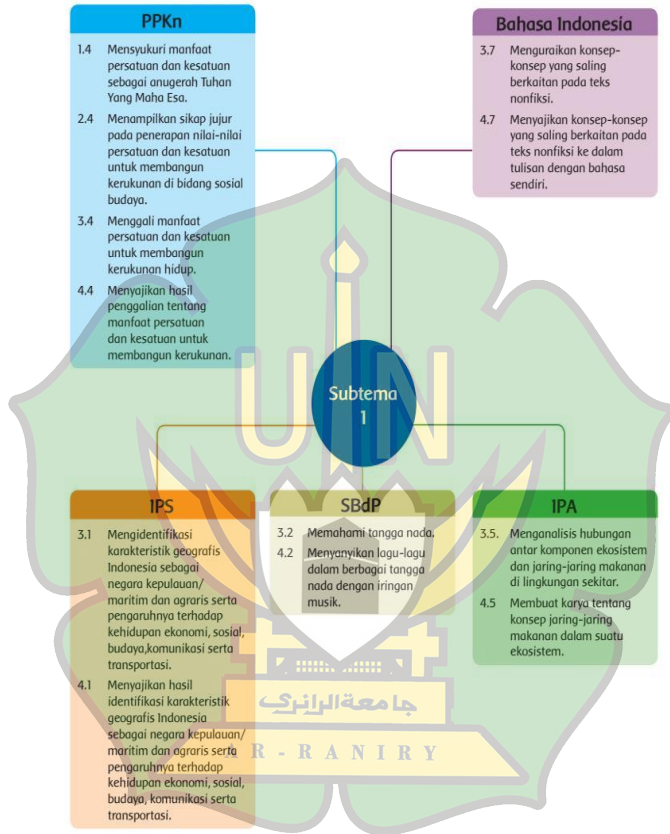 PPKn
1.4 Mensyukuri manfaat
persatuan dan kesatuan
sebagai anugerah Tuhan
Yang Maha Esa.
2.4 Menampilkan sikap jujur
pada penerapan nilai-nilai
persatuan dan kesatuan
untuk membangun
kerukunan di bidang sosial
budaya.
3.4 Menggali manfaat
persatuan dan kesatuan
untuk membangun
kerukunan hidup.
4.4 Menyajikan hasil
penggalian tentang
manfaat persatuan
dan kesatuan untuk
membangun kerukunan.
Bahasa Indonesia
3.7 Menguraikan konsep-
konsep yang saling
berkaitan pada teks
nonfiksi.
4.7 Menyajikan konsep-konsep
yang saling berkaitan pada
teks nonfiksi ke dalam
tulisan dengan bahasa
sendiri.
Subtema
1
UIN
IPS
3.1 Mengidentifikasi
karakteristik geografis
Indonesia sebagai
negara kepulauan/
maritim dan agraris serta
pengaruhnya terhadap
kehidupan ekonomi, sosial,
budaya,komunikasi serta
transportasi.
4.1 Menyajikan hasil
identifikasi karakteristik
geografis Indonesia
sebagai negara kepulauan/
maritim dan agraris serta
pengaruhnya terhadap
kehidupan ekonomi, sosial,
budaya, komunikasi serta
transportasi.
SBdP
3.2 Memahami tangga nada.
4.2 Menyanyikan lagu-lagu
dalam berbagai tangga
nada dengan iringan
musik.
IPA
3.5. Menganalisis hubungan
antar komponen ekosistem
dan jaring-jaring makanan
di lingkungan sekitar.
4.5 Membuat karya tentang
konsep jaring-jaring
makanan dalam suatu
ekosistem.
جامعةالرانري
AR-RANIRY